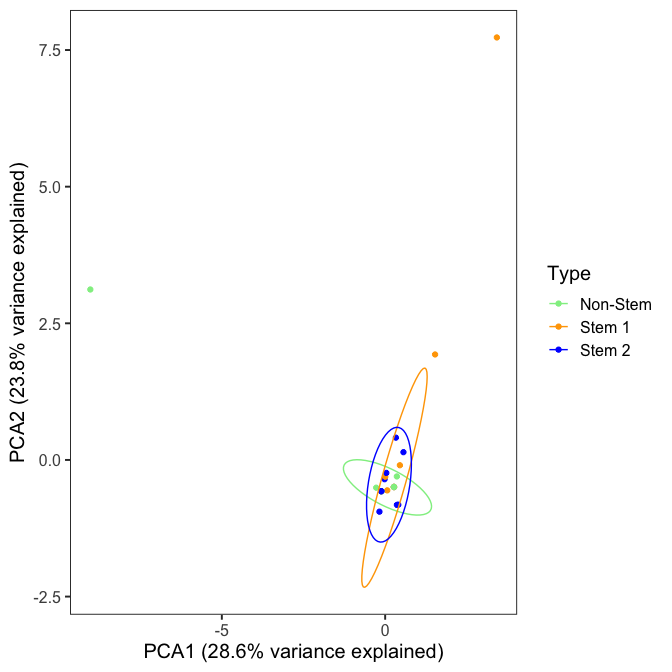 7.5
5.0
2.5
0.0
-2.5
PCA2 (23.8% variance explained)
-5
0
PCA1 (28.6% variance explained)
Type
Non-Stem
Stem 1
Stem 2